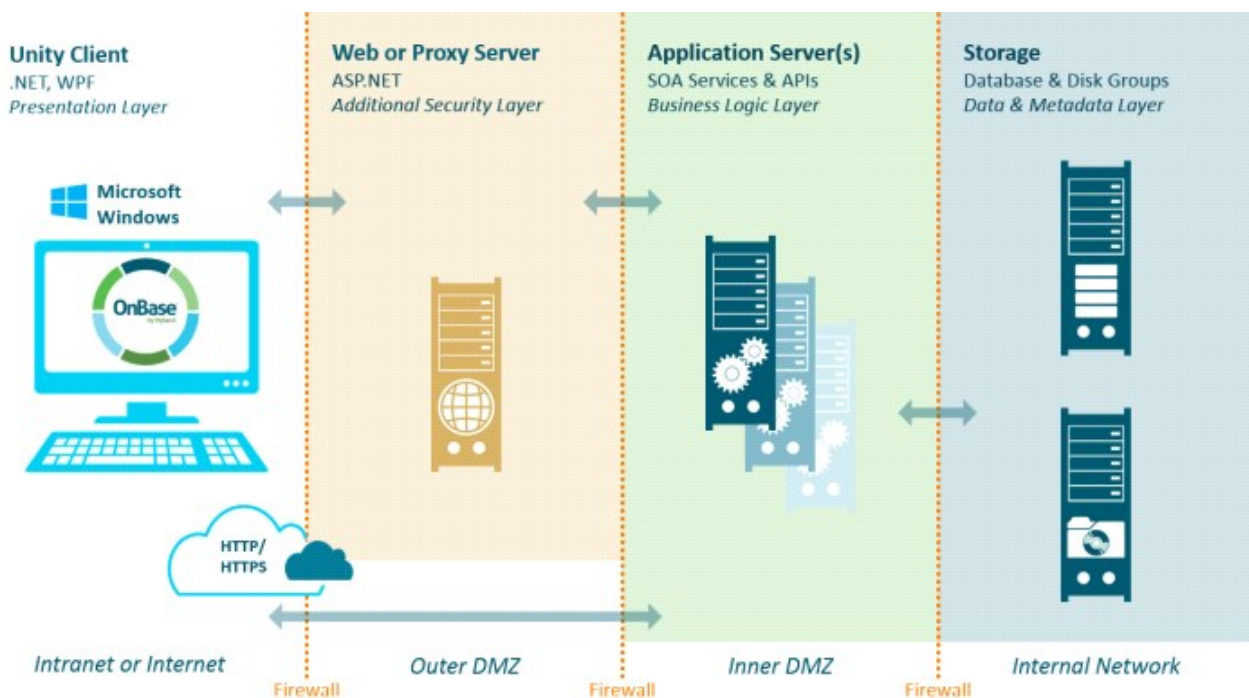 Unity Client
.NET, WPF
Presentation Layer
Web or Proxy Server
ASP.NET
Additional Security Layer
Application Server(s)
SOA Services & APIs
Business Logic Layer
Storage
Database & Disk Groups
Data & Metadata Layer
Microsoft
Windows
OnBase
by Hyland
HTTP/
HTTPS
Intranet or Internet
Outer DMZ
Inner DMZ
Internal Network
Firewall
Firewall
Firewall